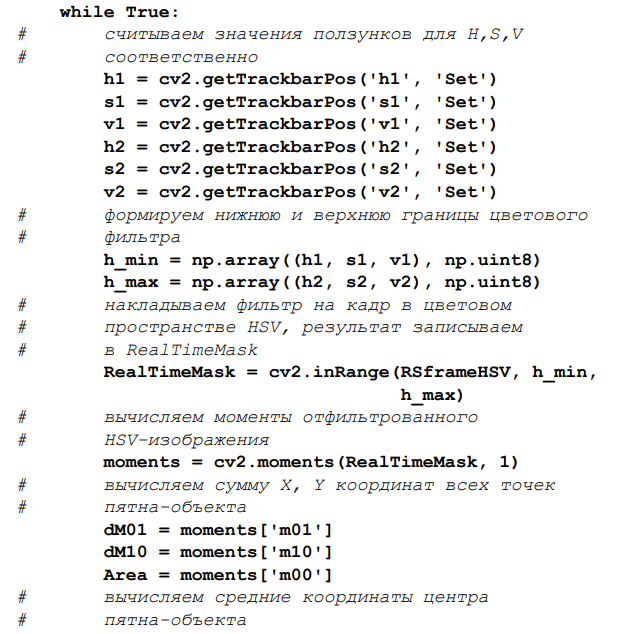 while True:
# считываем значения ползунков для H,S,V
# соответственно
h1 = cv2.getTrackbarPos('h1', 'Set')
s1 = cv2.getTrackbarPos('s1', 'Set')
v1 = cv2.getTrackbarPos('v1', 'Set')
h2 = cv2.getTrackbarPos('h2', 'Set')
s2 = cv2.getTrackbarPos('s2', 'Set')
v2 = cv2.getTrackbarPos('v2', 'Set')
# формируем нижнюю и верхнюю границы цветового
# фильтра
h_min = np.array((h1, s1, v1), np.uint8)
h_max = np.array((h2, s2, v2), np.uint8)
# накладываем фильтр на кадр в цветовом
# пространстве HSV, результат записываем
# в RealTimeMask
RealTimeMask = cv2.inRange(RSframeHSV, h_min,
h_max)
# вычисляем моменты отфильтрованного
# HSV-изображения
moments = cv2.moments(RealTimeMask, 1)
# вычисляем сумму X, Y координат всех точек
# пятна-объекта
dM01 = moments['m01']
dM10 = moments['m10']
Area = moments['m00']
# вычисляем средние координаты центра
# пятна-объекта